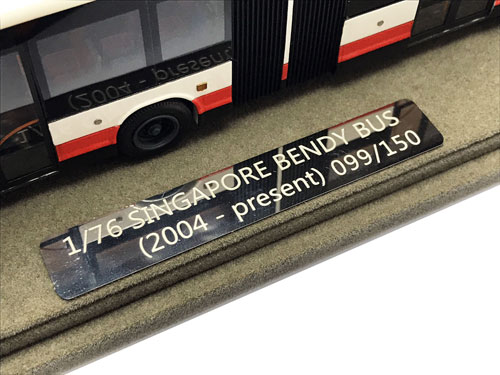 1/76 SINGAPORE BENDY BUS
(2004 - present) 099/150